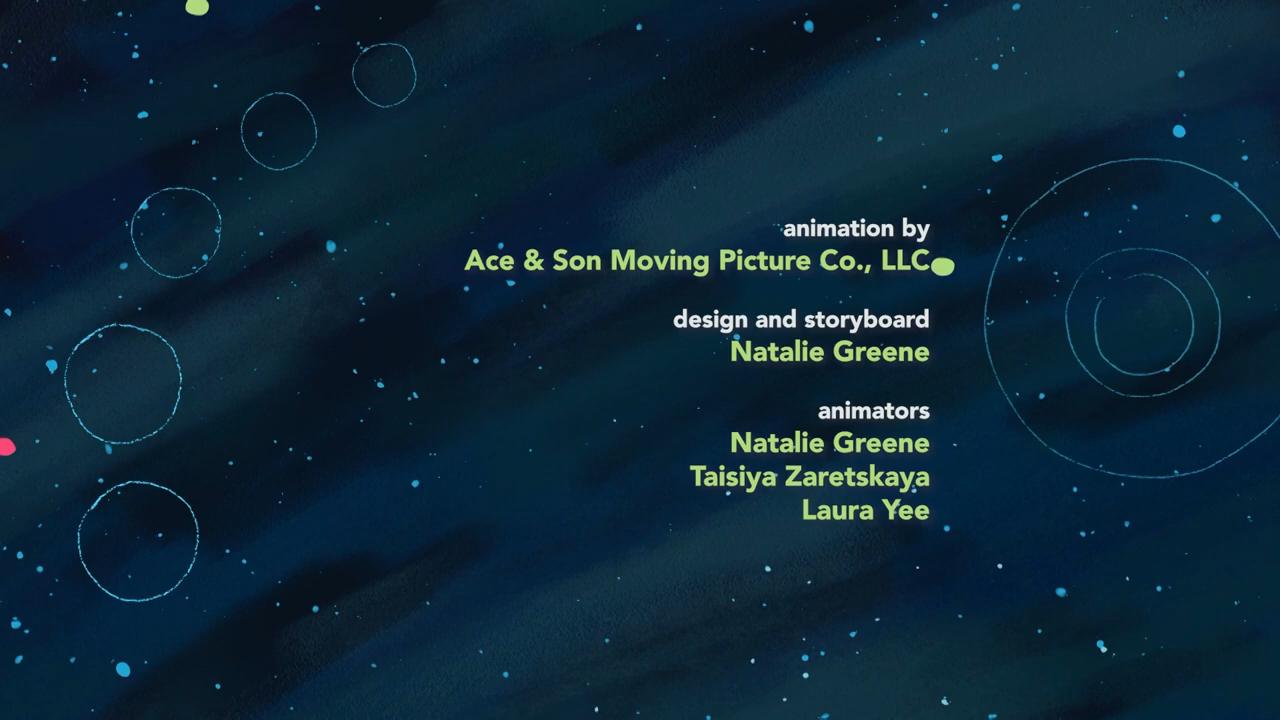 animation by
Ace & Son Moving Picture Co., LLC
design and storyboard
Natalie Greene
animators
Natalie Greene
Taisiya Zaretskaya
Laura Yee